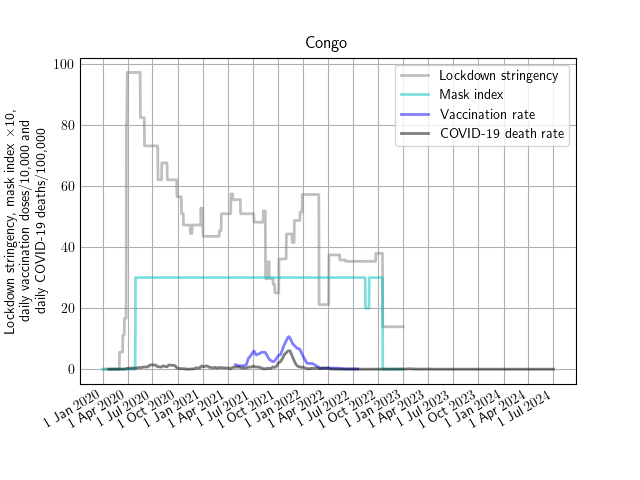 Congo
Lockdown stringency, mask index ×10,
daily vaccination doses/10,000 and
daily COVID-19 deaths/100,000
100
80
60
40
20
0
Lockdown stringency
Mask index
Vaccination rate
COVID-19 death rate
1 Jan 2020
1 Apr 2020
1 Jul 2020
1 Oct 2020
1 Jan 2021
1 Apr 2021
1 Jul 2021
1 Oct 2021
1 Jan 2022
1 Apr 2022
1 Jul 2022
1 Oct 2022
1 Jan 2023
1 Apr 2023
1 Jul 2023
1 Oct 2023
1 Jan 2024
1 Apr 2024
1 Jul 2024